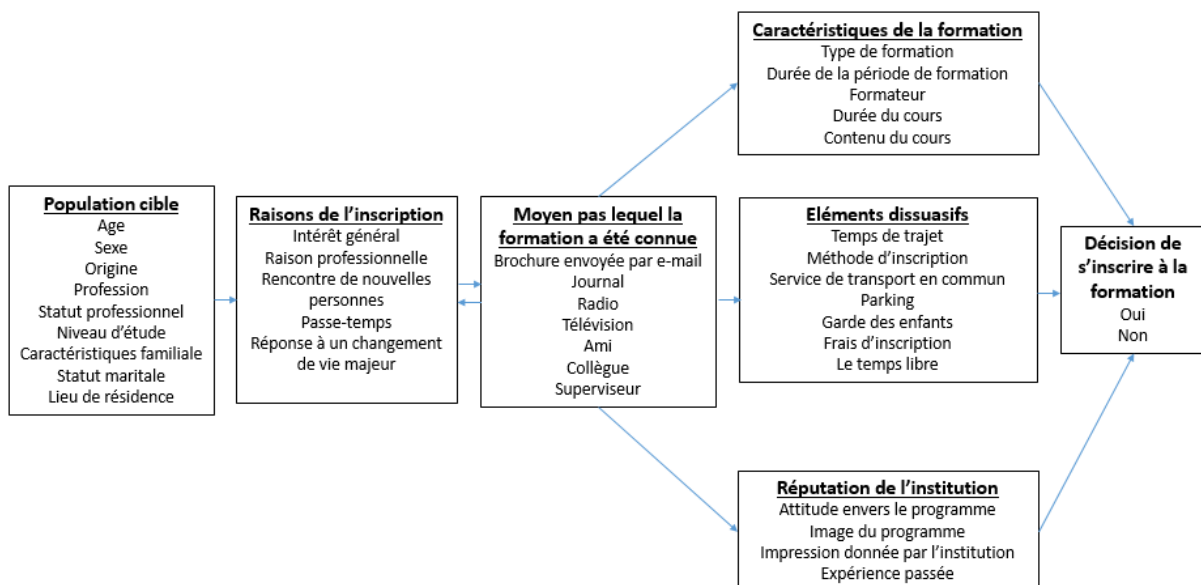 Population cible
Age
Sexe
Origine
Profession
Statut professionnel
Niveau d'étude
Caractéristiques familiale
Statut maritale
Lieu de résidence
Raisons de l'inscription
Intérêt général
Raison professionnelle
Rencontre de nouvelles
personnes
Passe-temps
Réponse à un changement
de vie majeur
Moyen pas lequel la
formation a été connue
Brochure envoyée par e-mail
Journal
Radio
Télévision
Ami
Collègue
Superviseur
Caractéristiques de la formation
Type de formation
Durée de la période de formation
Formateur
Durée du cours
Contenu du cours
Eléments dissuasifs
Temps de trajet
Méthode d'inscription
Service de transport en commun
Parking
Garde des enfants
Frais d'inscription
Le temps libre
Réputation de l'institution
Attitude envers le programme
Image du programme
Impression donnée par l'institution
Expérience passée
Décision de
s'inscrire à la
formation
Oui
Non